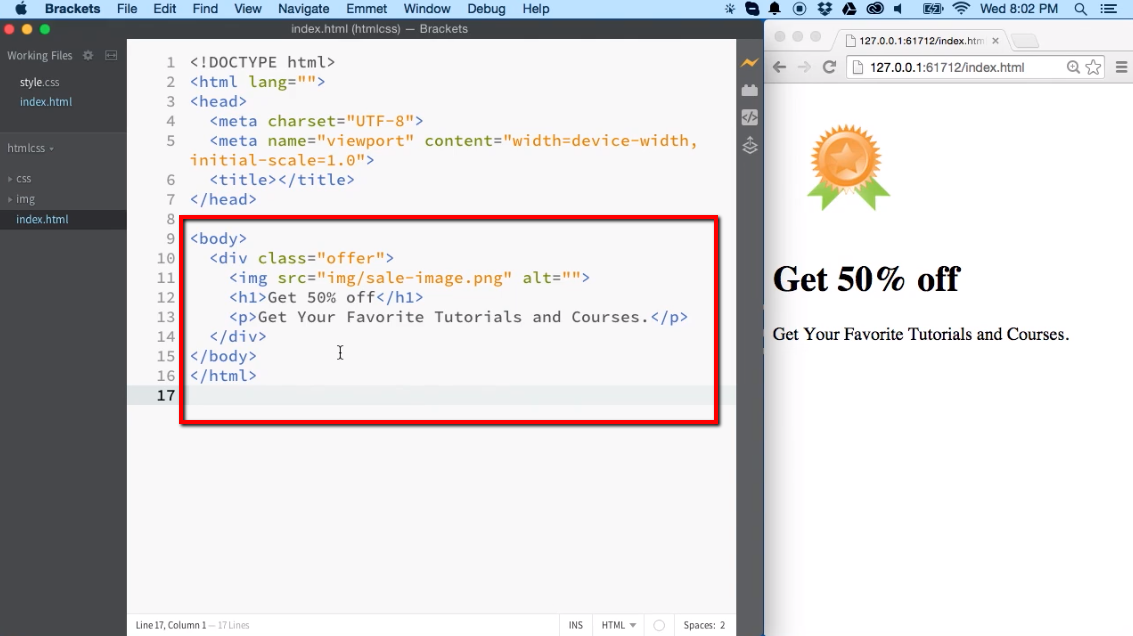 Brackets File Edit Find View Navigate Emmet Window Debug Help Wed 8:02 PM
index.html (htmlcss) — Brackets
Working Files
style.css
index.html
htmlcss
css
img
index.html
1 <!DOCTYPE html>
2 <html lang="">
3 <head>
4 <meta charset="UTF-8">
5 <meta name="viewport" content="width=device-width,
initial-scale=1.0">
6 <title></title>
7 </head>
8
9 <body>
10 <div class="offer">
11 <img src="img/sale-image.png" alt="">
12 <h1>Get 50% off</h1>
13 <p>Get Your Favorite Tutorials and Courses.</p>
14 </div>
15 </body>
16 </html>
17
Line 17, Column 1 — 17 Lines INS HTML Spaces: 2
127.0.0.1:61712/index.htm
127.0.0.1:61712/index.html
Get 50% off
Get Your Favorite Tutorials and Courses.